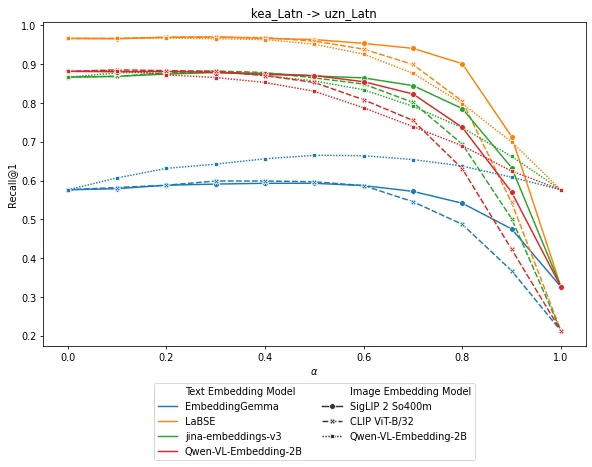 kea_Latn -> uzn_Latn
1.0
0.9
0.8
0.7
0.6
0.5
0.4
0.3
0.2
Recall@1
0.0 0.2 0.4 0.6 0.8 1.0
α
Text Embedding Model Image Embedding Model
EmbeddingGemma SigLIP 2 So400m
LaBSE CLIP ViT-B/32
jina-embeddings-v3 Qwen-VL-Embedding-2B
Qwen-VL-Embedding-2B